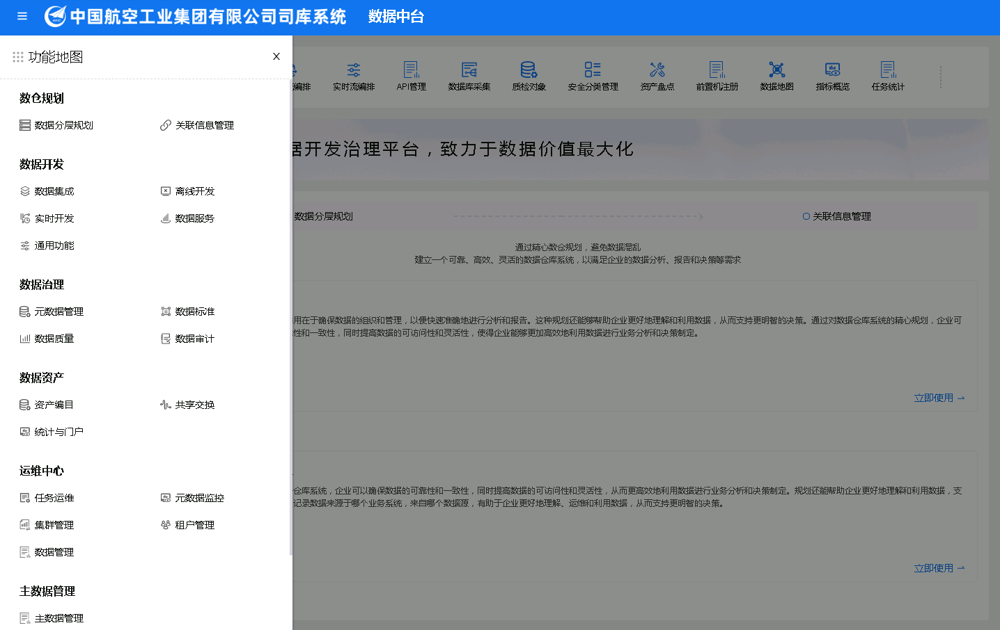 中国航空工业集团有限公司司库系统 数据中台
功能地图 X
编排 实时流编排 API管理 数据库采集 质检对象 安全分类管理 资产盘点 前置机注册 数据地图 指标概览 任务统计
数仓规划
数据分层规划 关联信息管理
据开发治理平台，致力于数据价值最大化
数据开发
数据集成 离线开发
实时开发 数据服务
通用功能
数据分层规划 关联信息管理
通过精心数仓规划，避免数据混乱
建立一个可靠、高效、灵活的数据仓库系统，以满足企业的数据分析、报告和决策等需求
数据治理
元数据管理 数据标准
数据质量 数据审计
用在于确保数据的组织和管理，以便快速准确地进行分析和报告。这种规划还能够帮助企业更好地理解和利用数据，从而支持更明智的决策。通过对数据仓库系统的精心规划，企业可
性和一致性，同时提高数据的可访问性和灵活性，使得企业能够更加高效地利用数据进行业务分析和决策制定。
立即使用
数据资产
资产编目 共享交换
统计与门户
运维中心
任务运维 元数据监控
集群管理 租户管理
数据管理
仓库系统，企业可以确保数据的可靠性和一致性，同时提高数据的可访问性和灵活性，从而更高效地利用数据进行业务分析和决策制定。规划还能帮助企业更好地理解和利用数据，支
记录数据来源于哪个业务系统，来自哪个数据源，有助于企业更好地理解、运维和利用数据，从而支持更明智的决策。
立即使用
主数据管理
主数据管理